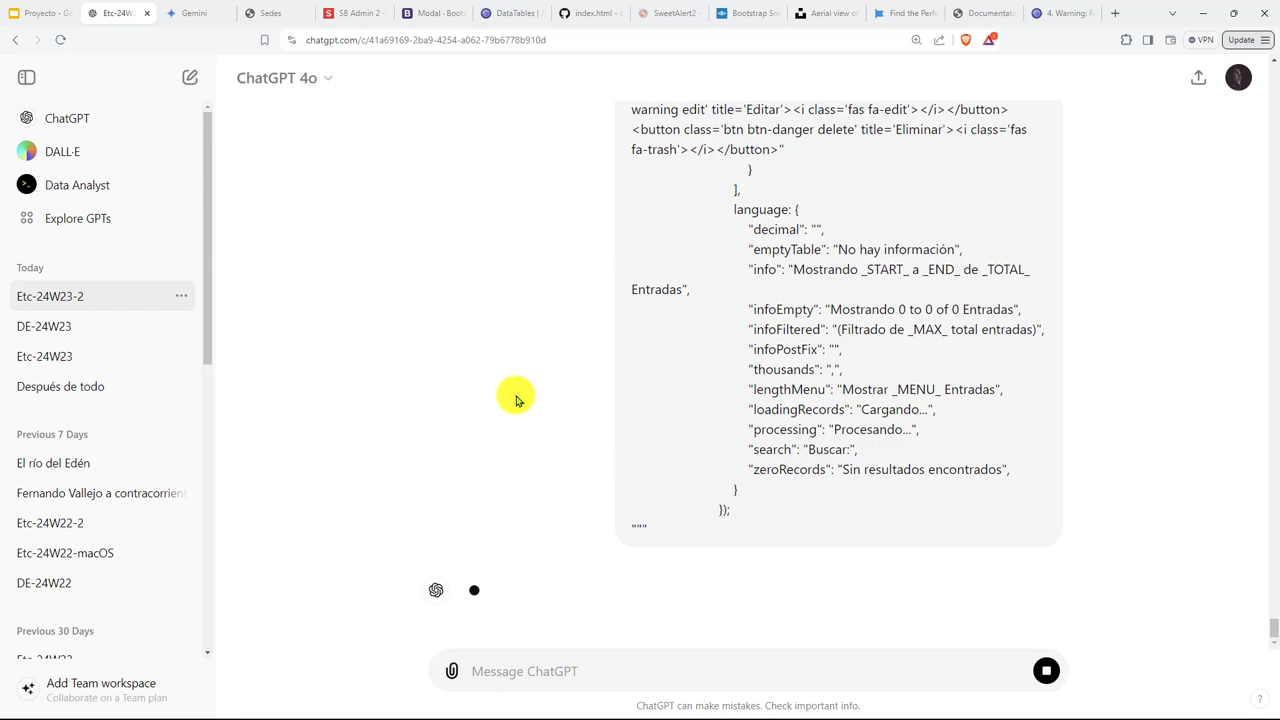 Proyecto - G
Etc-24W
Gemini
Sedes
SB Admin 2 -
Modal · Boots
DataTables | J
index.html - s
SweetAlert2 -
Bootstrap Sni
Aerial view of
Find the Perfe
Documentati
4. Warning: R
chatgpt.com/c/41a69169-2ba9-4254-a062-79b6778b910d
VPN
Update
ChatGPT 4o
ChatGPT
DALL·E
Data Analyst
Explore GPTs
Today
Etc-24W23-2
DE-24W23
Etc-24W23
Después de todo
Previous 7 Days
El río del Edén
Fernando Vallejo a contracorrien
Etc-24W22-2
Etc-24W22-macOS
DE-24W22
Previous 30 Days
Add Team workspace
Collaborate on a Team plan
warning edit' title='Editar'><i class='fas fa-edit'></i></button>
<button class='btn btn-danger delete' title='Eliminar'><i class='fas
fa-trash'></i></button>"
}
],
language: {
"decimal": "",
"emptyTable": "No hay información",
"info": "Mostrando _START_ a _END_ de _TOTAL_
Entradas",
"infoEmpty": "Mostrando 0 to 0 of 0 Entradas",
"infoFiltered": "(Filtrado de _MAX_ total entradas)",
"infoPostFix": "",
"thousands": ",",
"lengthMenu": "Mostrar _MENU_ Entradas",
"loadingRecords": "Cargando...",
"processing": "Procesando...",
"search": "Buscar:",
"zeroRecords": "Sin resultados encontrados",
}
});
"""
Message ChatGPT
ChatGPT can make mistakes. Check important info.
?